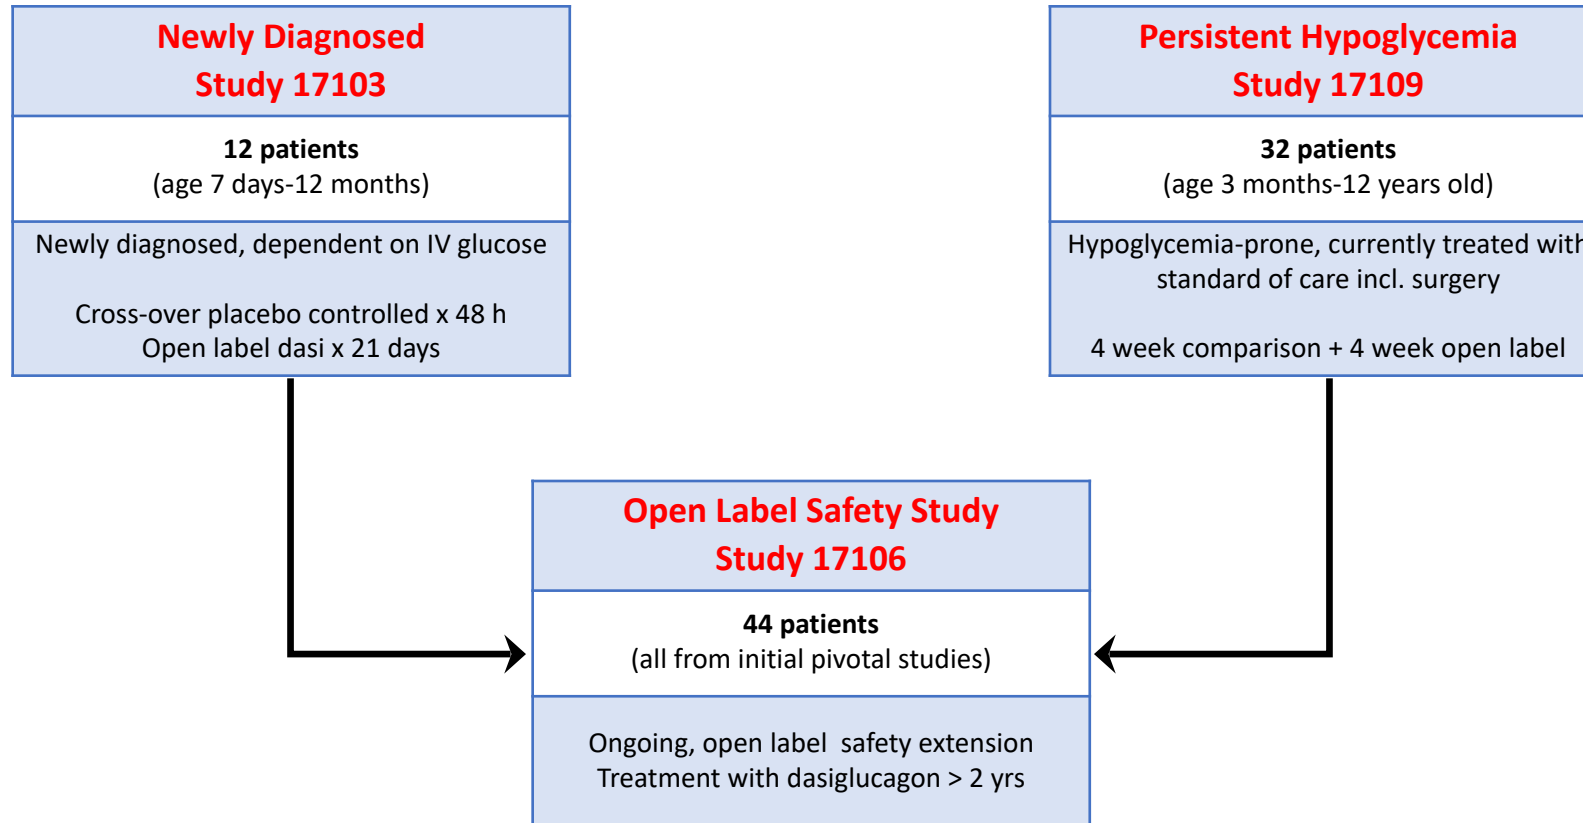 Newly Diagnosed
Study 17103
12 patients
(age 7 days-12 months)
Newly diagnosed, dependent on IV glucose
Cross-over placebo controlled x 48 h
Open label dasi x 21 days
Persistent Hypoglycemia
Study 17109
32 patients
(age 3 months-12 years old)
Hypoglycemia-prone, currently treated with
standard of care incl. surgery
4 week comparison + 4 week open label
Open Label Safety Study
Study 17106
44 patients
(all from initial pivotal studies)
Ongoing, open label safety extension
Treatment with dasiglucagon > 2 yrs